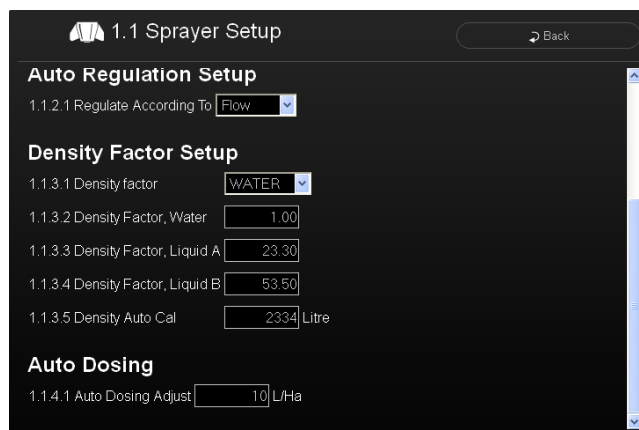 1.1 Sprayer Setup
Back
Auto Regulation Setup
1.1.2.1 Regulate According To Flow
Density Factor Setup
1.1.3.1 Density factor WATER
1.1.3.2 Density Factor, Water 1.00
1.1.3.3 Density Factor, Liquid A 23.30
1.1.3.4 Density Factor, Liquid B 53.50
1.1.3.5 Density Auto Cal 2334 Litre
Auto Dosing
1.1.4.1 Auto Dosing Adjust 10 L/Ha